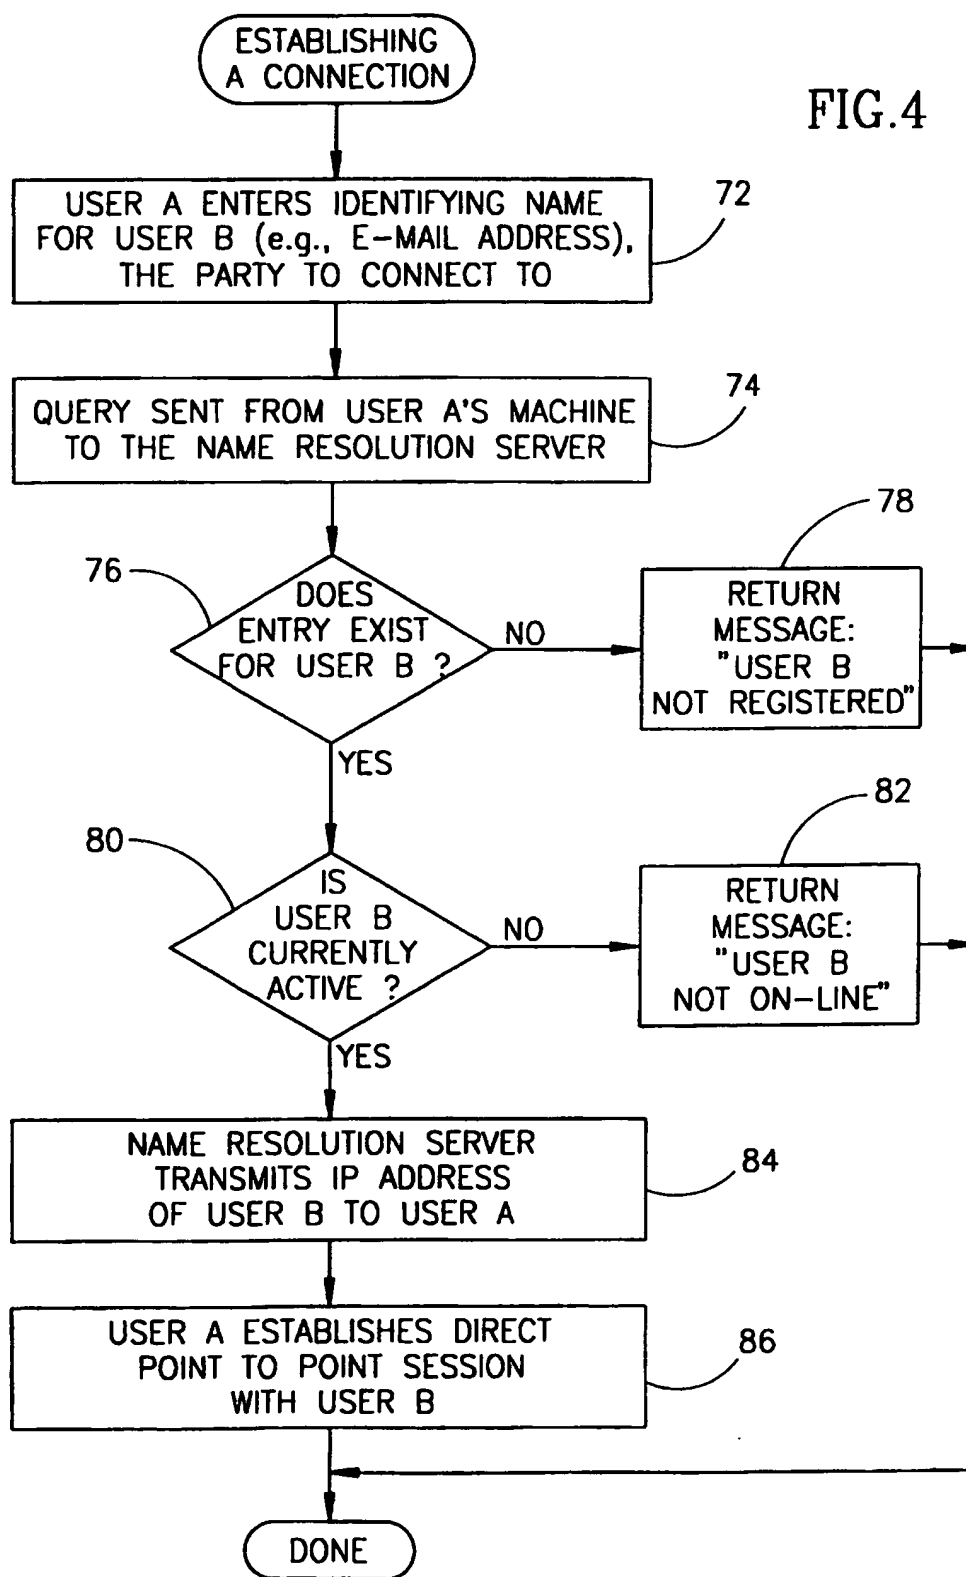 ESTABLISHING
A CONNECTION
FIG.4
USER A ENTERS IDENTIFYING NAME
FOR USER B (e.g., E-MAIL ADDRESS),
THE PARTY TO CONNECT TO
72
QUERY SENT FROM USER A'S MACHINE
TO THE NAME RESOLUTION SERVER
74
76
DOES
ENTRY EXIST
FOR USER B ?
NO
78
RETURN
MESSAGE:
"USER B
NOT REGISTERED"
YES
80
IS
USER B
CURRENTLY
ACTIVE ?
NO
82
RETURN
MESSAGE:
"USER B
NOT ON-LINE"
YES
NAME RESOLUTION SERVER
TRANSMITS IP ADDRESS
OF USER B TO USER A
84
USER A ESTABLISHES DIRECT
POINT TO POINT SESSION
WITH USER B
86
DONE